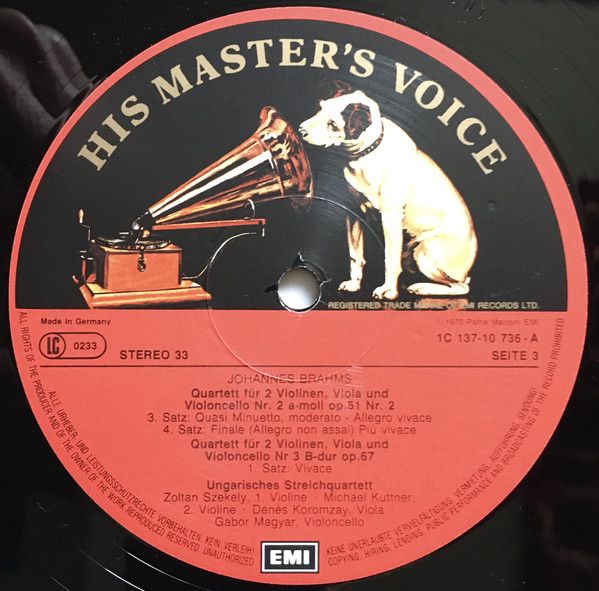 HIS MASTER'S VOICE
REGISTERED TRADE MARK OF EMI RECORDS LTD.
Made in Germany
℗ 1970 Pathé Marconi EMI
LC 0233
STEREO 33
1C 137-10 736-A
SEITE 3
JOHANNES BRAHMS
Quartett für 2 Violinen, Viola und
Violoncello Nr. 2 a-moll op.51 Nr. 2
3. Satz: Quasi Minuetto, moderato - Allegro vivace
4. Satz: Finale (Allegro non assai) Più vivace
Quartett für 2 Violinen, Viola und
Violoncello Nr 3 B-dur op.67
1. Satz: Vivace
Ungarisches Streichquartett
Zoltan Szekely, 1. Violine · Michael Kuttner,
2. Violine · Denès Koromzay, Viola
Gabor Magyar, Violoncello
EMI
ALLE URHEBER- UND LEISTUNGSSCHUTZRECHTE VORBEHALTEN. KEIN VERLEIH!
ALL RIGHTS OF THE PRODUCER AND OF THE OWNER OF THE WORK REPRODUCED RESERVED. UNAUTHORIZED
KEINE UNERLAUBTE VERVIELFÄLTIGUNG, VERMIETUNG, AUFFÜHRUNG, SENDUNG!
COPYING, HIRING, LENDING, PUBLIC PERFORMANCE AND BROADCASTING OF THE RECORD PROHIBITED